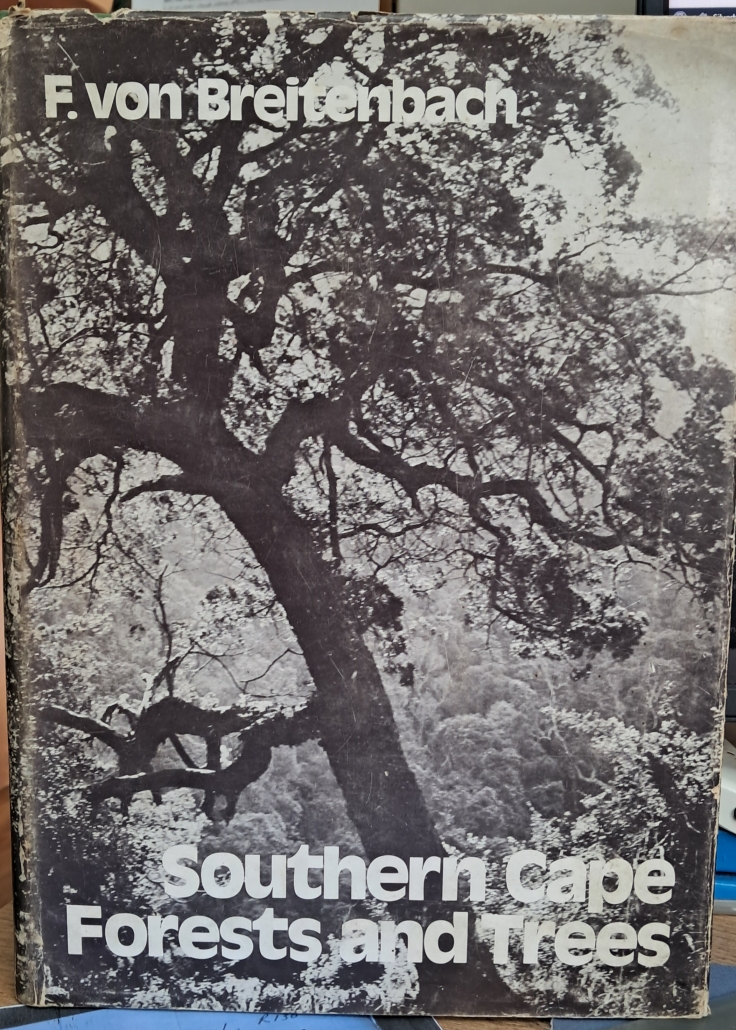 F. von Breitenbach
Southern Cape
Forests and Trees